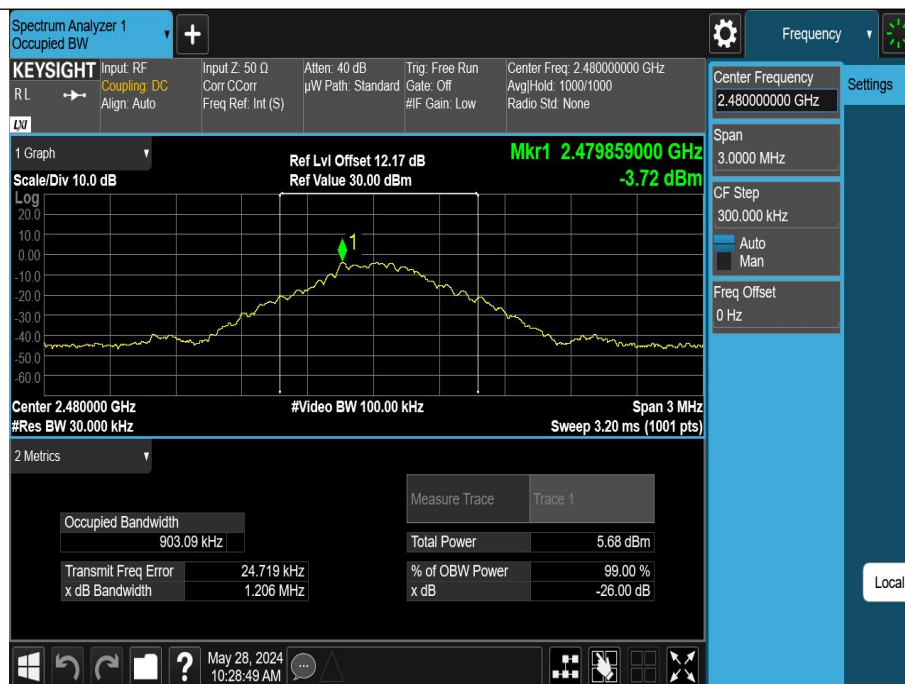 Spectrum Analyzer 1
Occupied BW
▼
+
Frequency ▼
KEYSIGHT
RL
LXI
Input: RF
Coupling: DC
Align: Auto
Input Z: 50 Ω
Corr CCorr
Freq Ref: Int (S)
Atten: 40 dB
µW Path: Standard
Trig: Free Run
Gate: Off
#IF Gain: Low
Center Freq: 2.480000000 GHz
Avg|Hold: 1000/1000
Radio Std: None
Center Frequency
2.480000000 GHz
Settings
Span
3.0000 MHz
CF Step
300.000 kHz
Auto
Man
Freq Offset
0 Hz
Local
1 Graph ▼
Scale/Div 10.0 dB
Ref Lvl Offset 12.17 dB
Ref Value 30.00 dBm
Mkr1 2.479859000 GHz
-3.72 dBm
Log
20.0
10.0
0.00
-10.0
-20.0
-30.0
-40.0
-50.0
-60.0
1
Center 2.480000 GHz
#Res BW 30.000 kHz
#Video BW 100.00 kHz
Span 3 MHz
Sweep 3.20 ms (1001 pts)
2 Metrics ▼
Measure Trace Trace 1
Occupied Bandwidth
903.09 kHz
Total Power 5.68 dBm
Transmit Freq Error 24.719 kHz
% of OBW Power 99.00 %
x dB Bandwidth 1.206 MHz
x dB -26.00 dB
?
May 28, 2024
10:28:49 AM